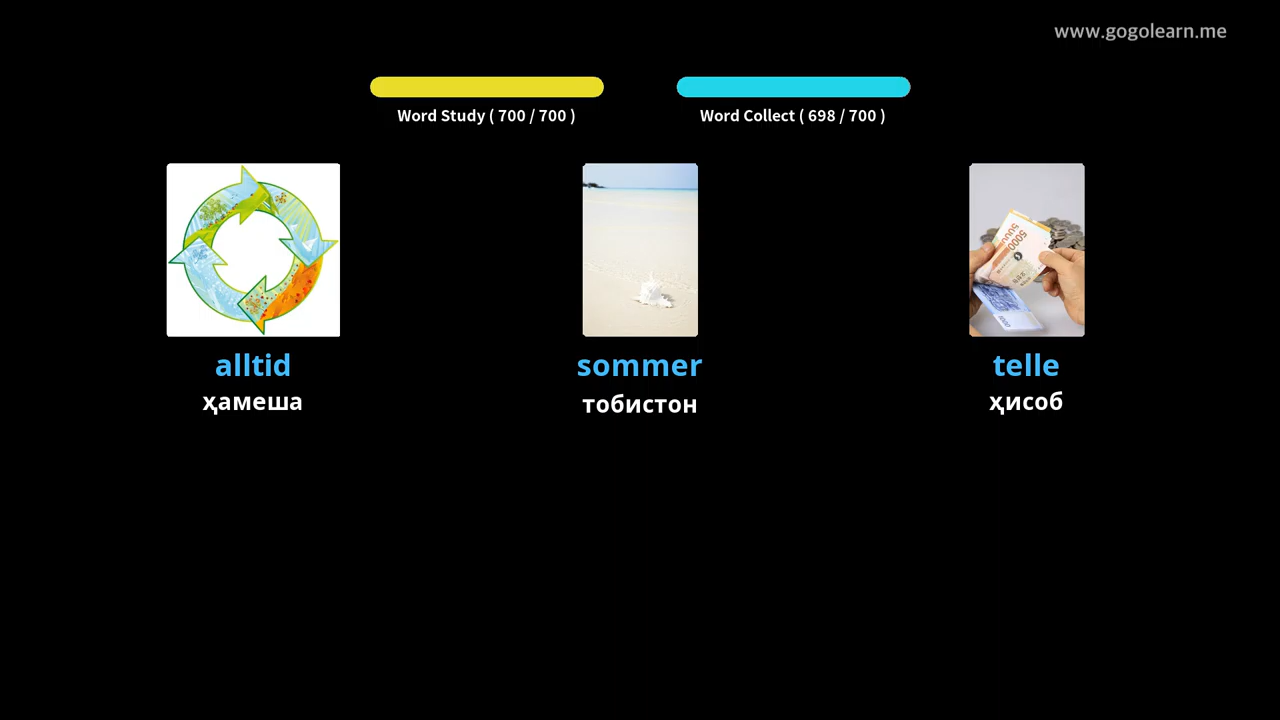 www.gogolearn.me
Word Study ( 700 / 700 )
Word Collect ( 698 / 700 )
alltid
ҳамеша
sommer
тобистон
telle
ҳисоб